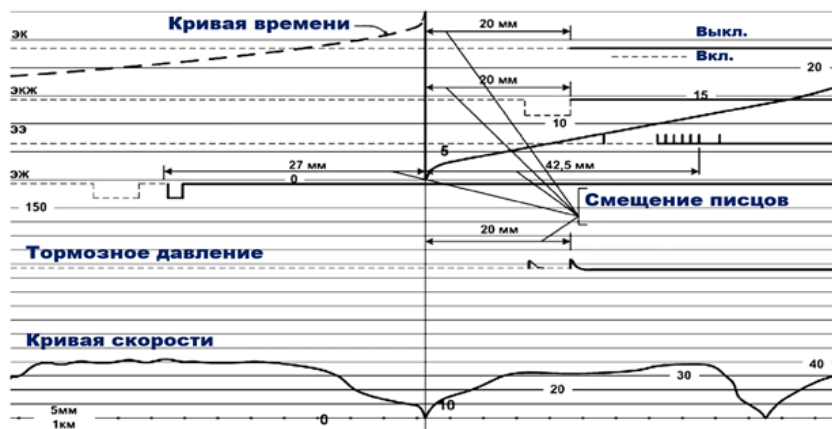 Кривая времени
20 мм
Выкл.
ЭК
Вкл.
20
20 мм
15
ЭКЖ
10
ЭЭ
5
27 мм
42,5 мм
ЭЖ
0
150
Смещение писцов
20 мм
Тормозное давление
Кривая скорости
40
30
20
10
5мм
1км
0